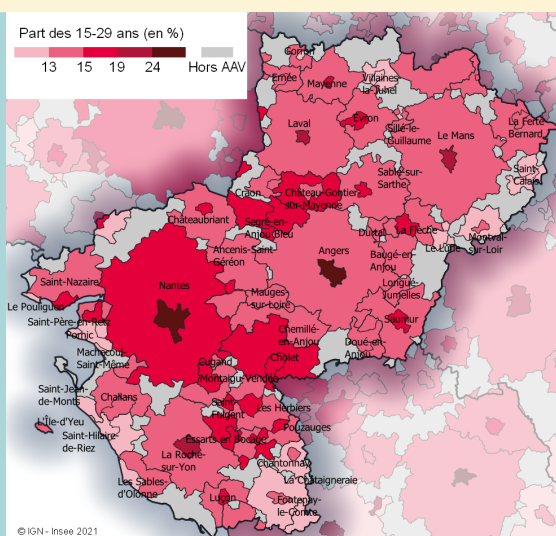 Part des 15-29 ans (en %)
13 15 19 24 Hors AAV
Gorron
Ernée
Mayenne
Villaines-
la-Juhel
Laval
Evron
Sillé-le-
Guillaume
Le Mans
La Ferté-
Bernard
Saint-
Calais
Sablé-sur-
Sarthe
Craon
Château-Gontier-
sur-Mayenne
Châteaubriant
Segré-en-
Anjou Bleu
Durtal
La Flèche
Le Lude
Montval-
sur-Loir
Ancenis-Saint-
Géréon
Angers
Baugé-en-
Anjou
Longué-
Jumelles
Saint-Nazaire
Nantes
Mauges-
sur-Loire
Saumur
Le Pouliguen
Saint-Père-en-Retz
Pornic
Chemillé-
en-Anjou
Doué-en-
Anjou
Machecoul-
Saint-Même
Cholet
Cugand
Montaigu-Vendée
Saint-Jean-
de-Monts
Challans
Saint-
Fulgent
Les Herbiers
L'Île-d'Yeu
Saint-Hilaire-
de-Riez
Pouzauges
Essarts en Bocage
La Roche-
sur-Yon
Chantonnay
La Châtaigneraie
Les Sables-
d'Olonne
Luçon
Fontenay-
le-Comte
© IGN - Insee 2021